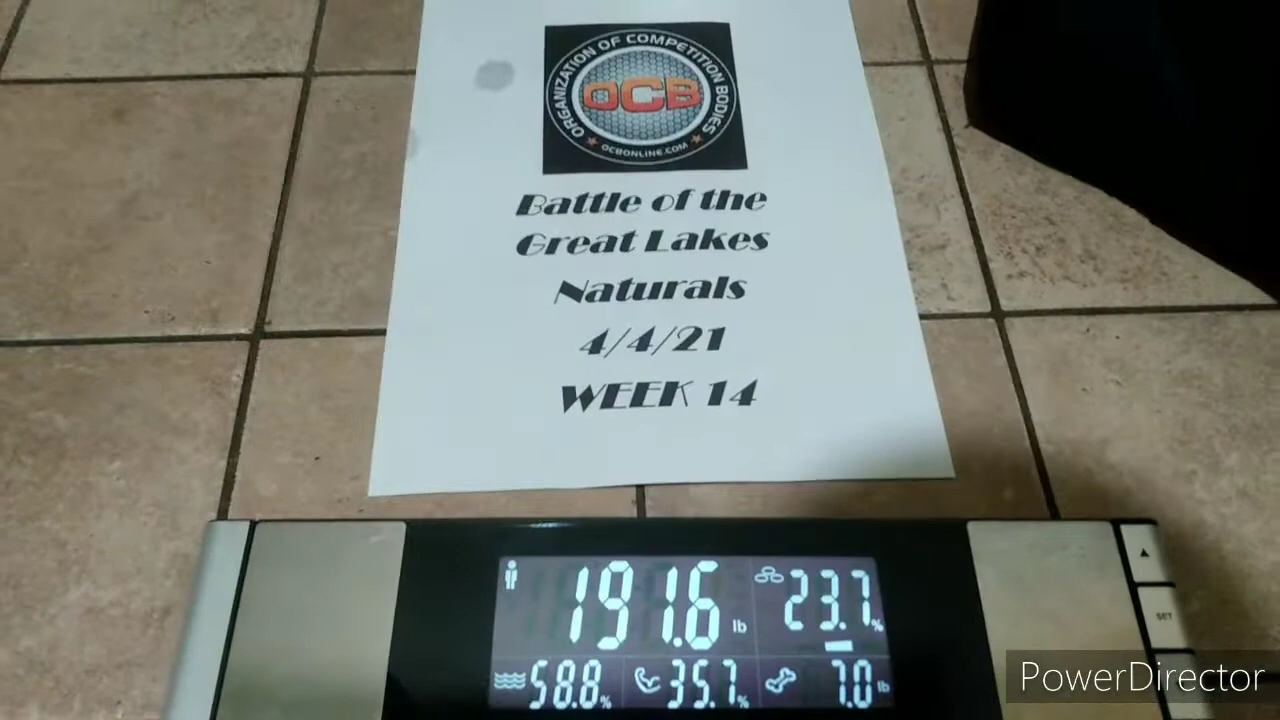 ORGANIZATION OF COMPETITION BODIES
OCB
OCBONLINE.COM
Battle of the
Great Lakes
Naturals
4/4/21
WEEK 14
191.6 lb
23.7 %
58.8 %
35.7 %
7.0 lb
SET
PowerDirector